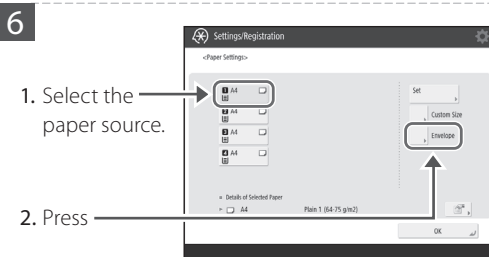 6
Settings/Registration
<Paper Settings>
1. Select the
paper source.
1 A4
2 A4
3 A4
4 A4
Set
Custom Size
Envelope
Details of Selected Paper
A4 Plain 1 (64-75 g/m2)
2. Press
OK